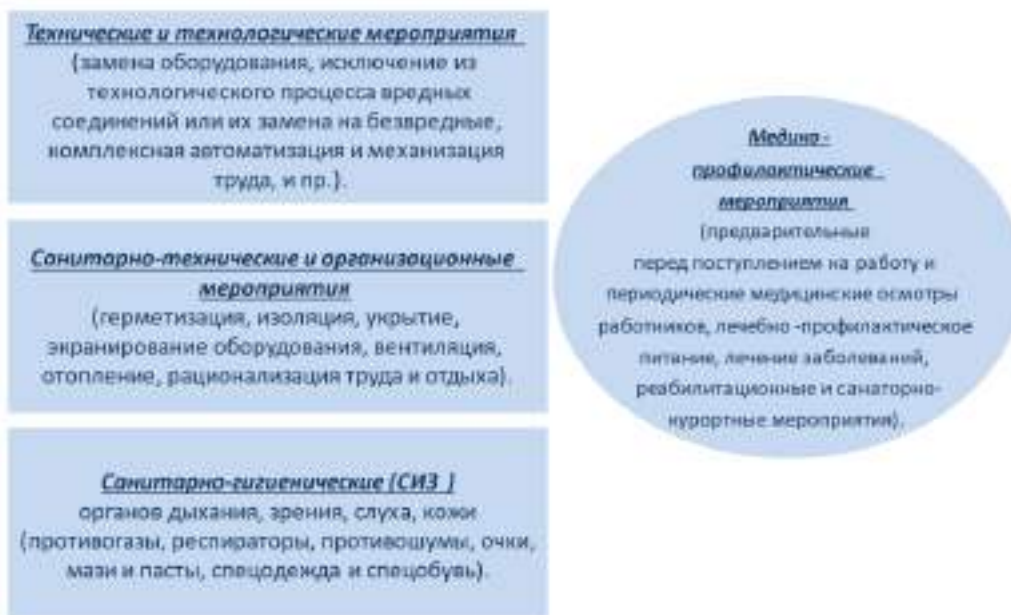 Технические и технологические мероприятия
(замена оборудования, исключение из
технологического процесса вредных
соединений или их замена на безвредные,
комплексная автоматизация и механизация
труда, и пр.).
Санитарно-технические и организационные
мероприятия
(герметизация, изоляция, укрытие,
экранирование оборудования, вентиляция,
отопление, рационализация труда и отдыха).
Санитарно-гигиенические (СИЗ )
органов дыхания, зрения, слуха, кожи
(противогазы, респираторы, противошумы, очки,
мази и пасты, спецодежда и спецобувь).
Медико -
профилактические
мероприятия
(предварительные
перед поступлением на работу и
периодические медицинские осмотры
работников, лечебно -профилактическое
питание, лечение заболеваний,
реабилитационные и санаторно-
курортные мероприятия).